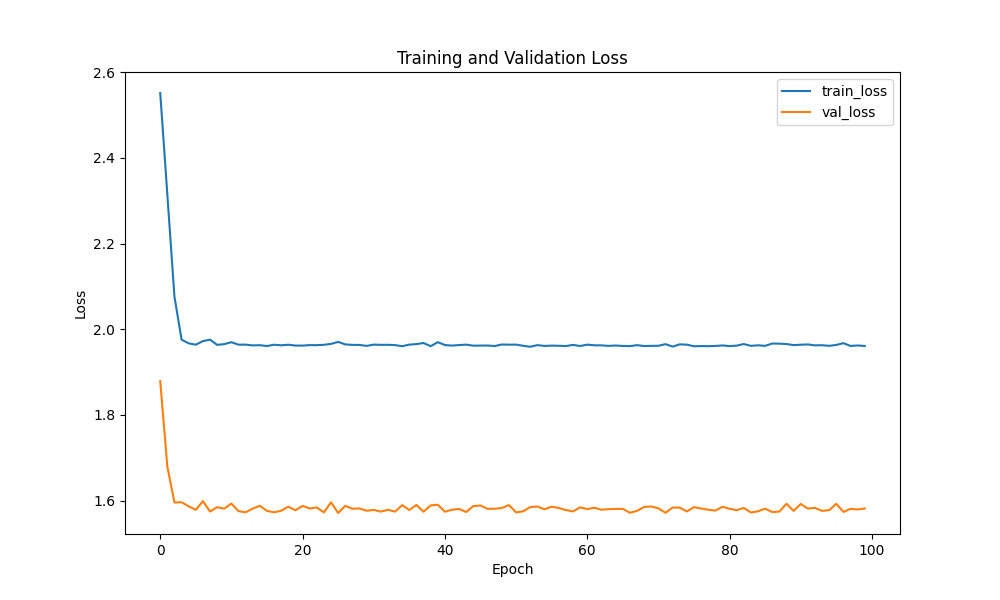 Training and Validation Loss
train_loss
val_loss
Loss
2.6
2.4
2.2
2.0
1.8
1.6
0 20 40 60 80 100
Epoch